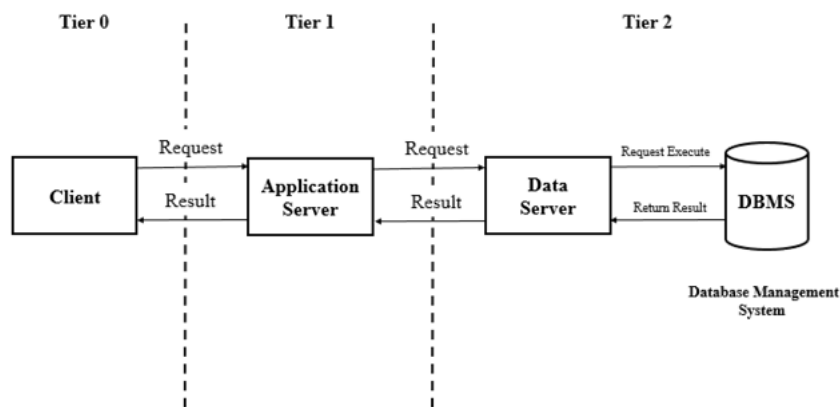 Tier 0
Tier 1
Tier 2
Request
Request
Request Execute
Client
Application
Server
Data
Server
DBMS
Result
Result
Return Result
Database Management
System